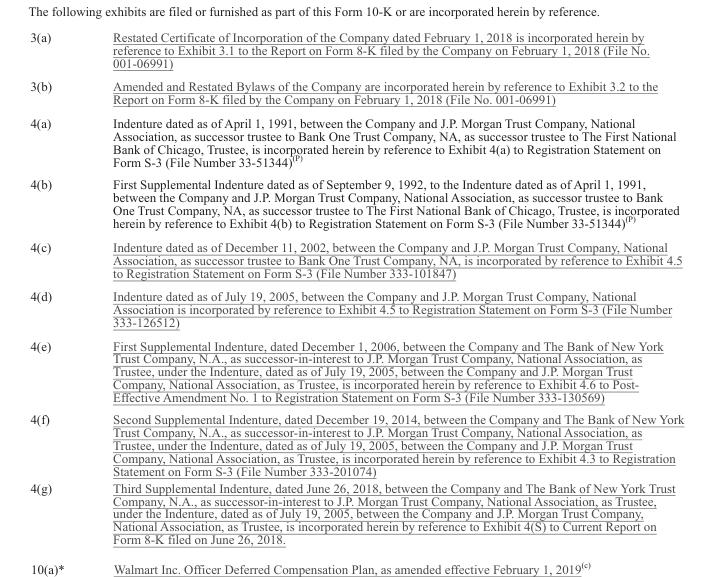 The following exhibits are filed or furnished as part of this Form 10-K or are incorporated herein by reference.
3(a) Restated Certificate of Incorporation of the Company dated February 1, 2018 is incorporated herein by
reference to Exhibit 3.1 to the Report on Form 8-K filed by the Company on February 1, 2018 (File No.
001-06991)
3(b) Amended and Restated Bylaws of the Company are incorporated herein by reference to Exhibit 3.2 to the
Report on Form 8-K filed by the Company on February 1, 2018 (File No. 001-06991)
4(a) Indenture dated as of April 1, 1991, between the Company and J.P. Morgan Trust Company, National
Association, as successor trustee to Bank One Trust Company, NA, as successor trustee to The First National
Bank of Chicago, Trustee, is incorporated herein by reference to Exhibit 4(a) to Registration Statement on
Form S-3 (File Number 33-51344)(P)
4(b) First Supplemental Indenture dated as of September 9, 1992, to the Indenture dated as of April 1, 1991,
between the Company and J.P. Morgan Trust Company, National Association, as successor trustee to Bank
One Trust Company, NA, as successor trustee to The First National Bank of Chicago, Trustee, is incorporated
herein by reference to Exhibit 4(b) to Registration Statement on Form S-3 (File Number 33-51344)(P)
4(c) Indenture dated as of December 11, 2002, between the Company and J.P. Morgan Trust Company, National
Association, as successor trustee to Bank One Trust Company, NA, is incorporated by reference to Exhibit 4.5
to Registration Statement on Form S-3 (File Number 333-101847)
4(d) Indenture dated as of July 19, 2005, between the Company and J.P. Morgan Trust Company, National
Association is incorporated by reference to Exhibit 4.5 to Registration Statement on Form S-3 (File Number
333-126512)
4(e) First Supplemental Indenture, dated December 1, 2006, between the Company and The Bank of New York
Trust Company, N.A., as successor-in-interest to J.P. Morgan Trust Company, National Association, as
Trustee, under the Indenture, dated as of July 19, 2005, between the Company and J.P. Morgan Trust
Company, National Association, as Trustee, is incorporated herein by reference to Exhibit 4.6 to Post-
Effective Amendment No. 1 to Registration Statement on Form S-3 (File Number 333-130569)
4(f) Second Supplemental Indenture, dated December 19, 2014, between the Company and The Bank of New York
Trust Company, N.A., as successor-in-interest to J.P. Morgan Trust Company, National Association, as
Trustee, under the Indenture, dated as of July 19, 2005, between the Company and J.P. Morgan Trust
Company, National Association, as Trustee, is incorporated herein by reference to Exhibit 4.3 to Registration
Statement on Form S-3 (File Number 333-201074)
4(g) Third Supplemental Indenture, dated June 26, 2018, between the Company and The Bank of New York Trust
Company, N.A., as successor-in-interest to J.P. Morgan Trust Company, National Association, as Trustee,
under the Indenture, dated as of July 19, 2005, between the Company and J.P. Morgan Trust Company,
National Association, as Trustee, is incorporated herein by reference to Exhibit 4(S) to Current Report on
Form 8-K filed on June 26, 2018.
10(a)* Walmart Inc. Officer Deferred Compensation Plan, as amended effective February 1, 2019(c)